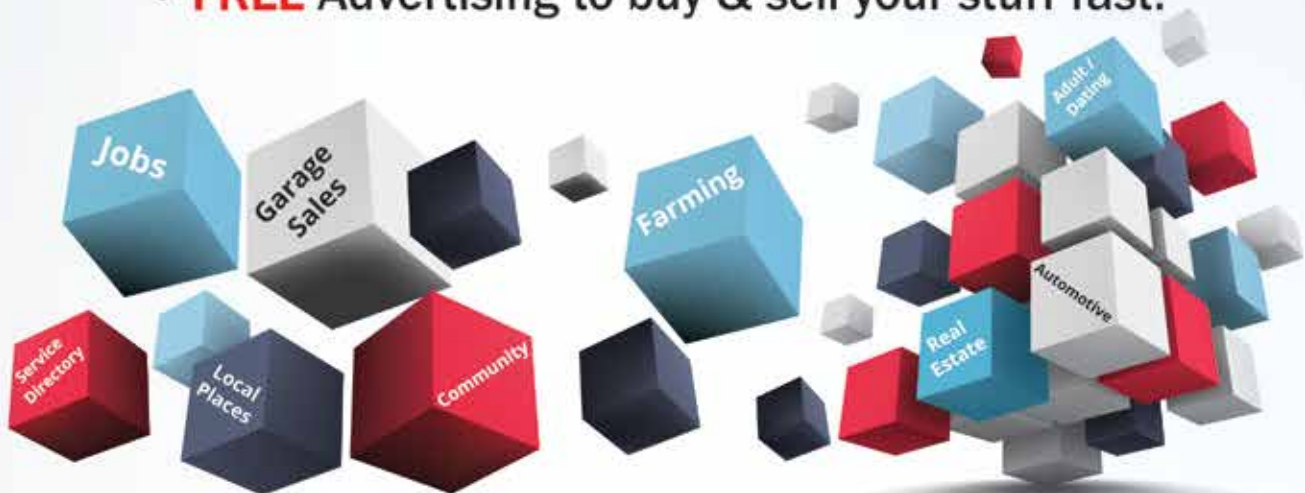 FREE Advertising to buy & sell your stuff fast.
Jobs
Garage
Sales
Farming
Adult /
Dating
Automotive
Real
Estate
Service
Directory
Local
Places
Community